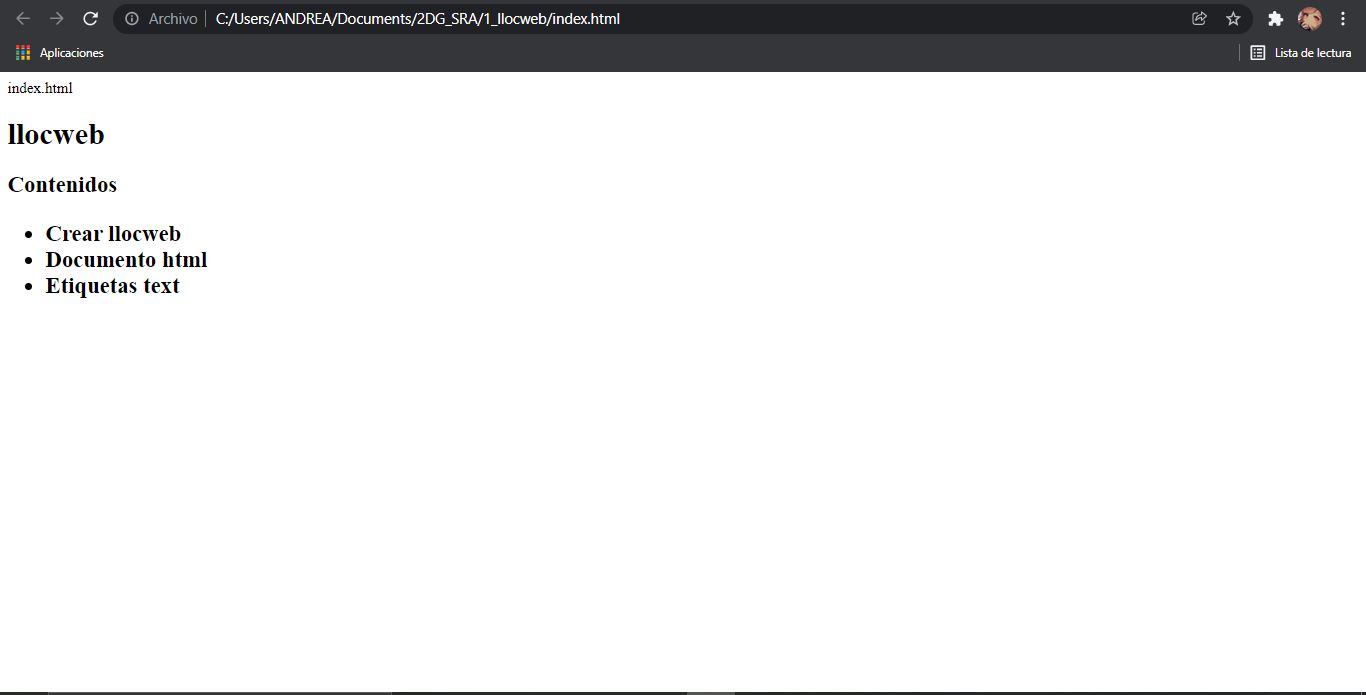 Archivo C:/Users/ANDREA/Documents/2DG_SRA/1_llocweb/index.html
Aplicaciones Lista de lectura
index.html
llocweb
Contenidos
Crear llocweb
Documento html
Etiquetas text